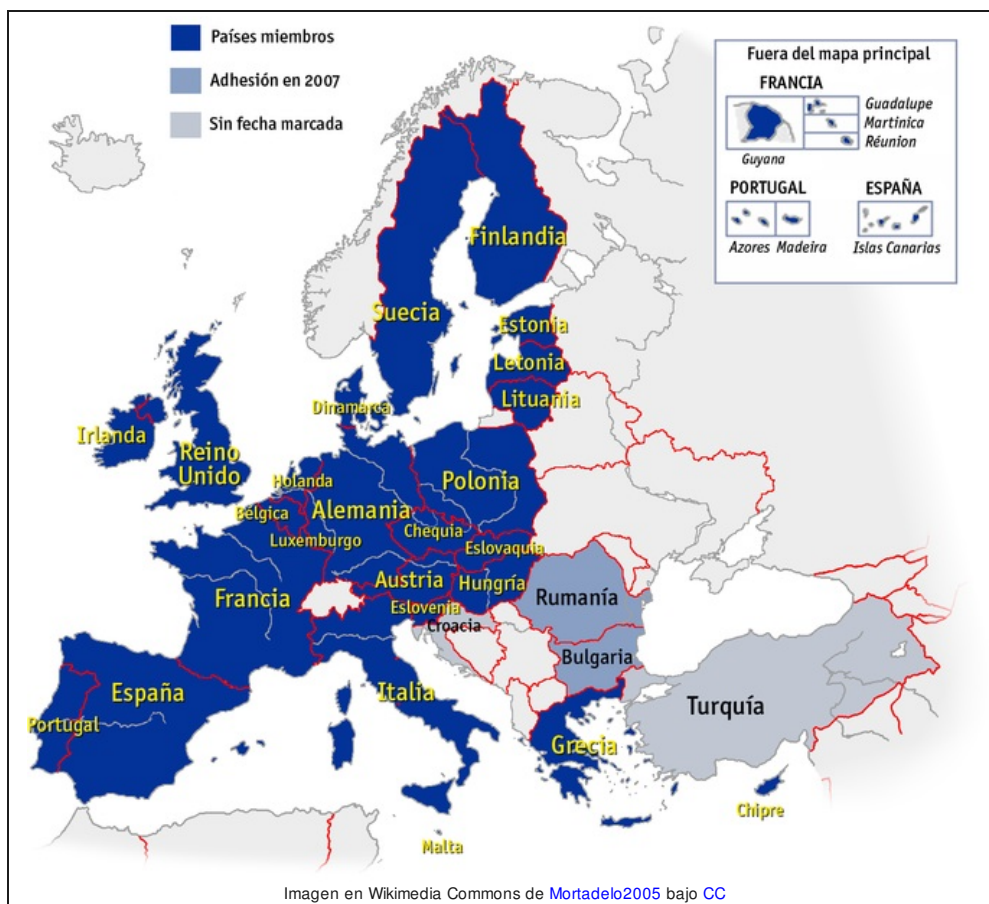 Países miembros
Adhesión en 2007
Sin fecha marcada
Fuera del mapa principal
FRANCIA
Guadalupe
Martinica
Réunion
Guyana
PORTUGAL
ESPAÑA
Azores
Madeira
Islas Canarias
Finlandia
Suecia
Estonia
Letonia
Lituania
Dinamarca
Irlanda
Reino
Unido
Holanda
Polonia
Bélgica
Alemania
Chequia
Luxemburgo
Eslovaquia
Austria
Hungría
Francia
Rumanía
Eslovenia
Croacia
Bulgaria
España
Italia
Turquía
Portugal
Grecia
Chipre
Malta
Imagen en Wikimedia Commons de Mortadelo2005 bajo CC